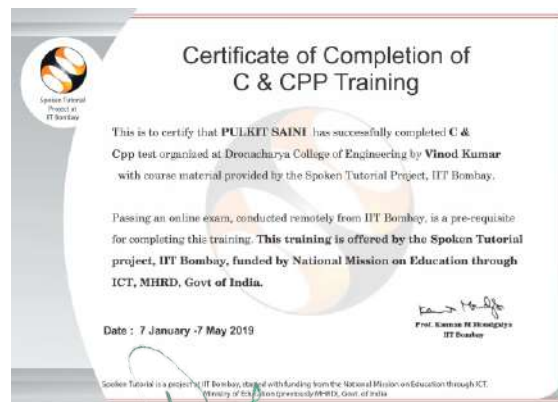 Spoken Tutorial
Project at
IIT Bombay
Certificate of Completion of
C & CPP Training
This is to certify that PULKIT SAINI has successfully completed C &
Cpp test organized at Dronacharya College of Engineering by Vinod Kumar
with course material provided by the Spoken Tutorial Project, IIT Bombay.
Passing an online exam, conducted remotely from IIT Bombay, is a pre-requisite
for completing this training. This training is offered by the Spoken Tutorial
project, IIT Bombay, funded by National Mission on Education through
ICT, MHRD, Govt of India.
Date : 7 January -7 May 2019
Prof. Kannan M Moudgalya
IIT Bombay
Spoken Tutorial is a project at IIT Bombay, started with funding from the National Mission on Education through ICT,
Ministry of Education (previously MHRD), Govt. of India